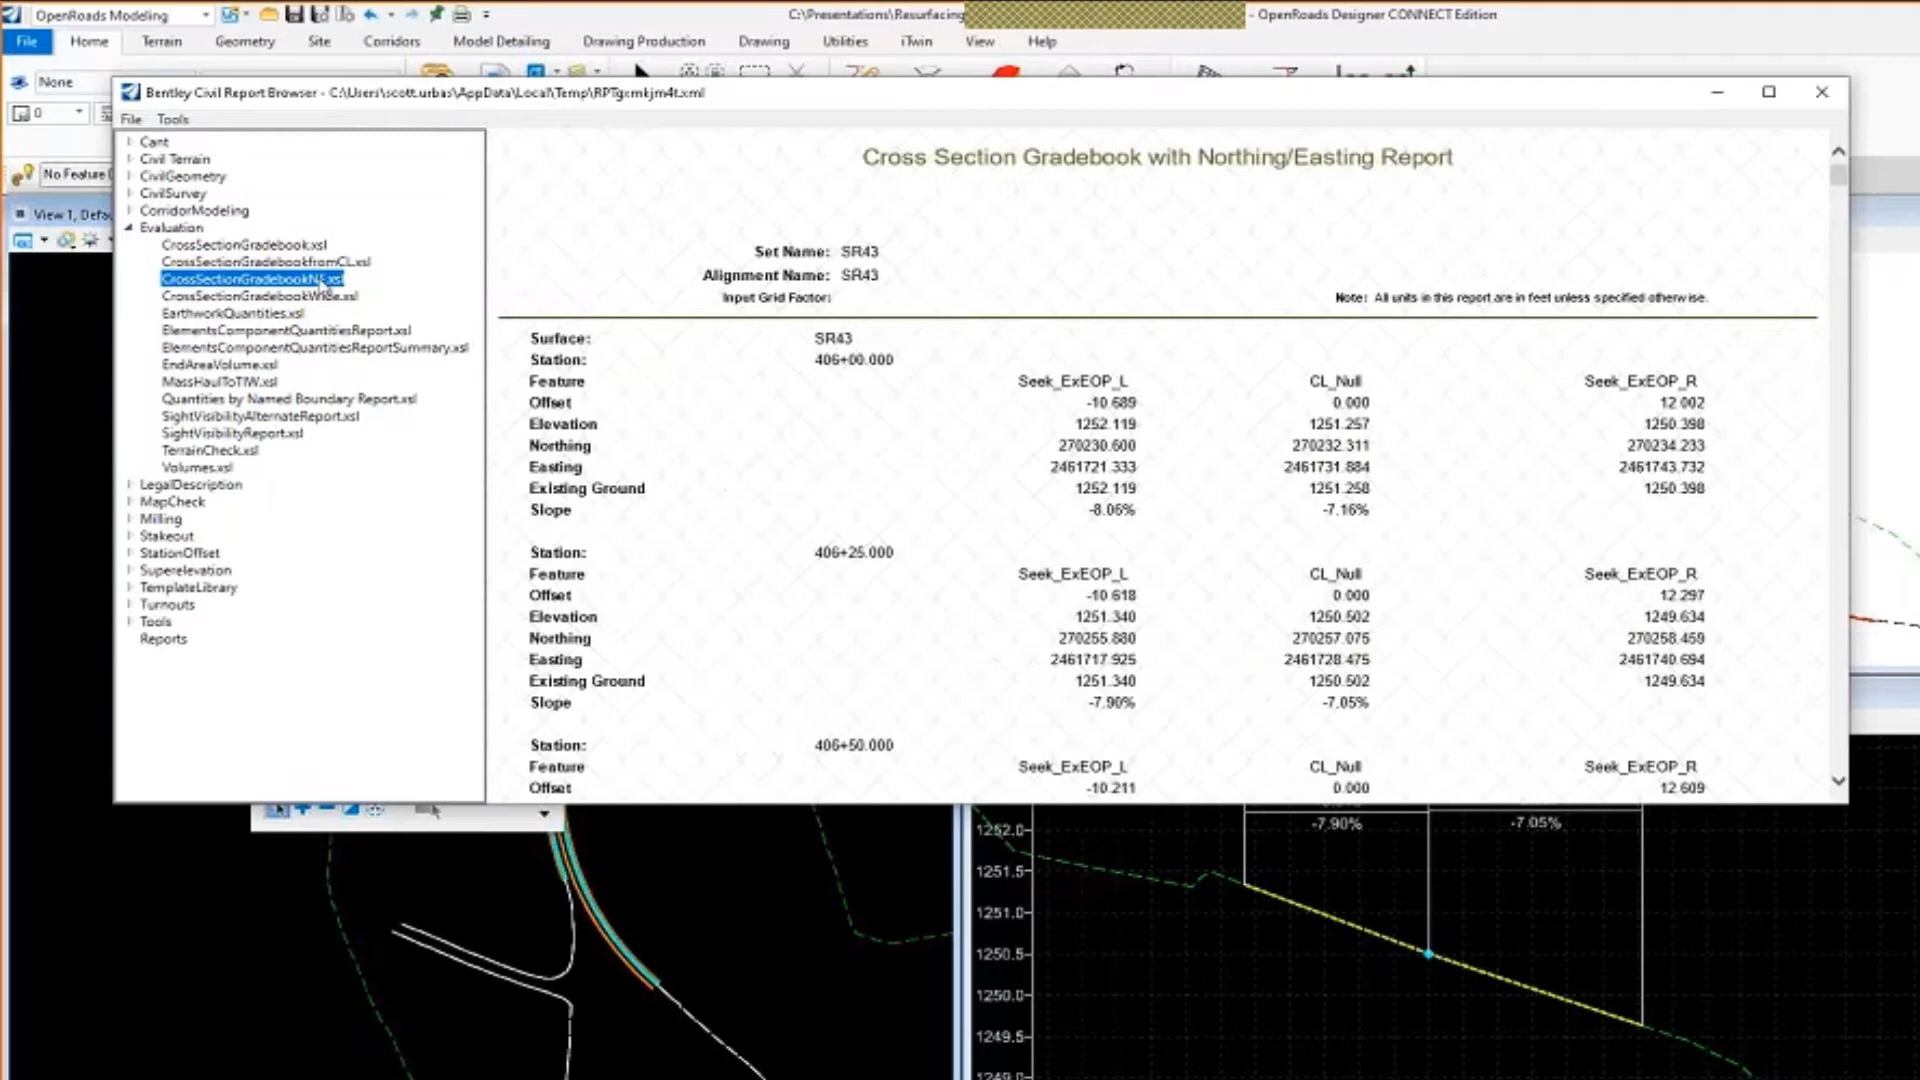 OpenRoads Modeling
C:\Presentations\Resurfacing
- OpenRoads Designer CONNECT Edition
File Home Terrain Geometry Site Corridors Model Detailing Drawing Production Drawing Utilities iTwin View Help
None
0
No Feature
View 1, Defau
Bentley Civil Report Browser - C:\Users\scott.urbas\AppData\Local\Temp\RPTgcmkjm4t.xml
File Tools
Cant
Civil Terrain
CivilGeometry
CivilSurvey
CorridorModeling
Evaluation
CrossSectionGradebook.xsl
CrossSectionGradebookfromCL.xsl
CrossSectionGradebookNE.xsl
CrossSectionGradebookWide.xsl
EarthworkQuantities.xsl
ElementsComponentQuantitiesReport.xsl
ElementsComponentQuantitiesReportSummary.xsl
EndAreaVolume.xsl
MassHaulToTIW.xsl
Quantities by Named Boundary Report.xsl
SightVisibilityAlternateReport.xsl
SightVisibilityReport.xsl
TerrainCheck.xsl
Volumes.xsl
LegalDescription
MapCheck
Milling
Stakeout
StationOffset
Superelevation
TemplateLibrary
Turnouts
Tools
Reports
Cross Section Gradebook with Northing/Easting Report
Set Name: SR43
Alignment Name: SR43
Input Grid Factor:
Note: All units in this report are in feet unless specified otherwise.
Surface: SR43
Station: 406+00.000
Feature Seek_ExEOP_L CL_Null Seek_ExEOP_R
Offset -10.689 0.000 12.002
Elevation 1252.119 1251.257 1250.398
Northing 270230.600 270232.311 270234.233
Easting 2461721.333 2461731.884 2461743.732
Existing Ground 1252.119 1251.258 1250.398
Slope -8.06% -7.16%
Station: 406+25.000
Feature Seek_ExEOP_L CL_Null Seek_ExEOP_R
Offset -10.618 0.000 12.297
Elevation 1251.340 1250.502 1249.634
Northing 270255.880 270257.075 270258.459
Easting 2461717.925 2461728.475 2461740.694
Existing Ground 1251.340 1250.502 1249.634
Slope -7.90% -7.05%
Station: 406+50.000
Feature Seek_ExEOP_L CL_Null Seek_ExEOP_R
Offset -10.211 0.000 12.609
-7.90% -7.05%
1252.0
1251.5
1251.0
1250.5
1250.0
1249.5
1249.0